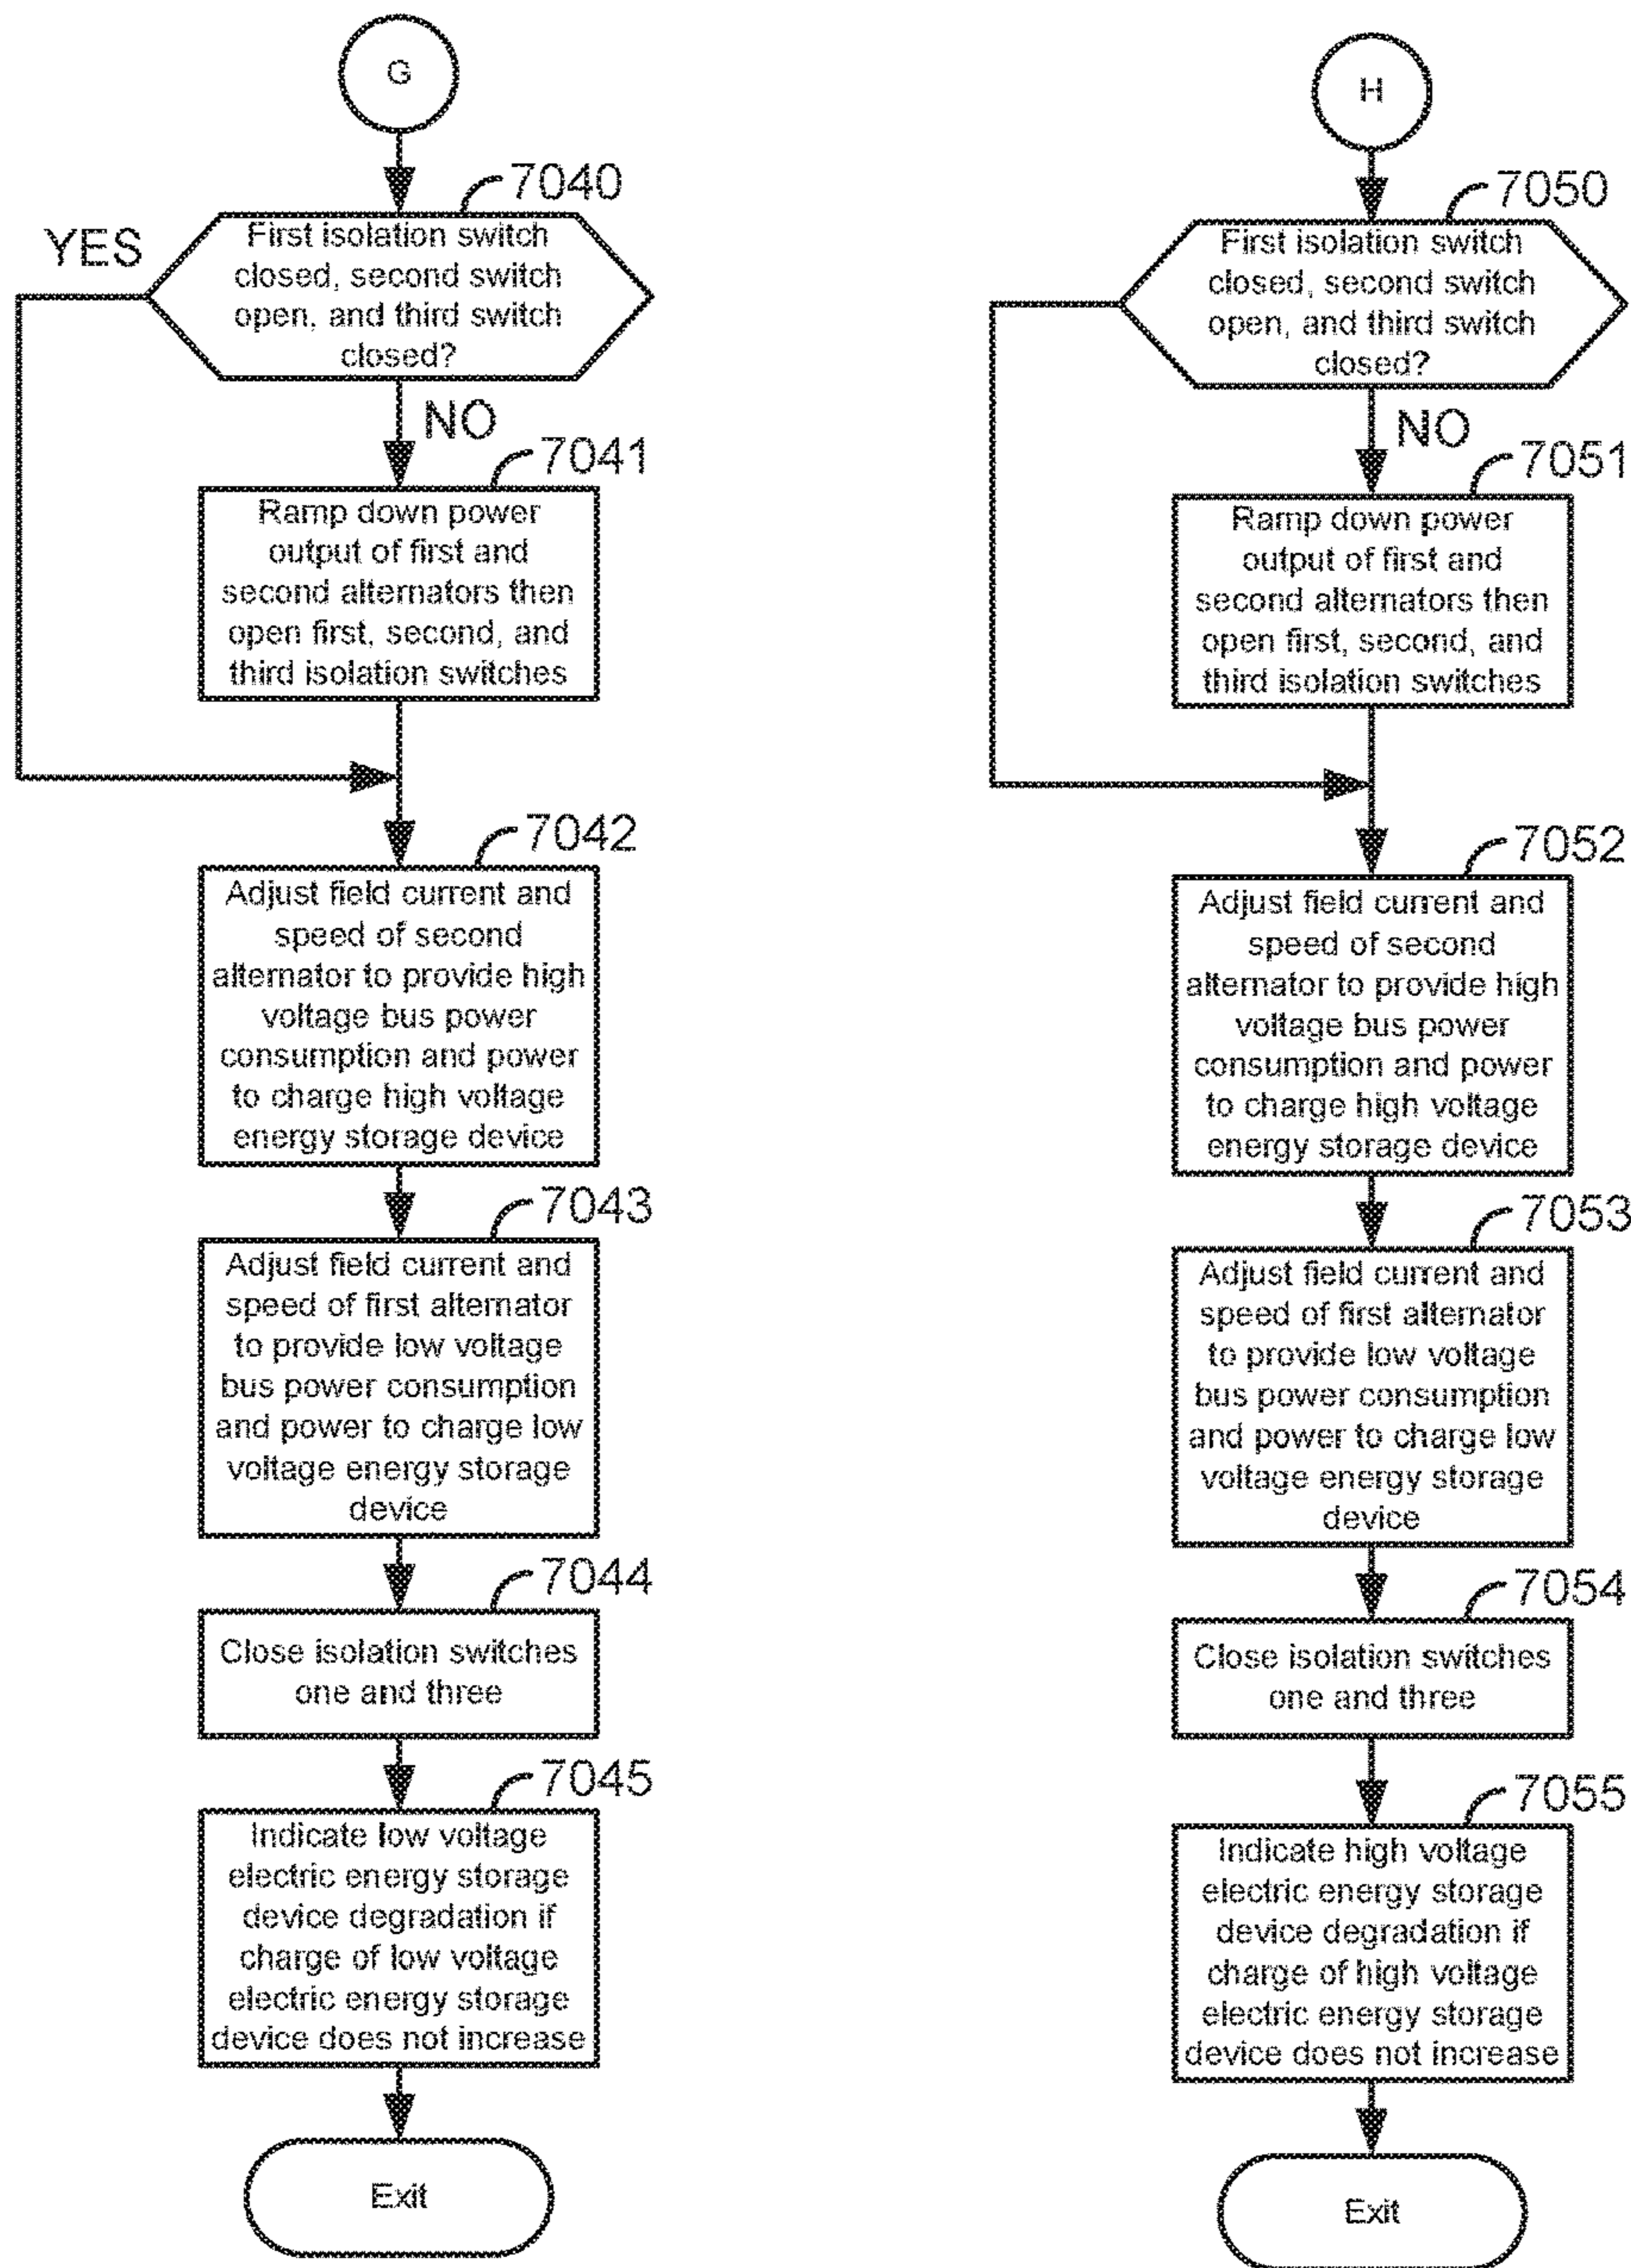 G
7040
YES
First isolation switch
closed, second switch
open, and third switch
closed?
NO
7041
Ramp down power
output of first and
second alternators then
open first, second, and
third isolation switches
7042
Adjust field current and
speed of second
alternator to provide high
voltage bus power
consumption and power
to charge high voltage
energy storage device
7043
Adjust field current and
speed of first alternator
to provide low voltage
bus power consumption
and power to charge low
voltage energy storage
device
7044
Close isolation switches
one and three
7045
Indicate low voltage
electric energy storage
device degradation if
charge of low voltage
electric energy storage
device does not increase
Exit
H
7050
First isolation switch
closed, second switch
open, and third switch
closed?
NO
7051
Ramp down power
output of first and
second alternators then
open first, second, and
third isolation switches
7052
Adjust field current and
speed of second
alternator to provide high
voltage bus power
consumption and power
to charge high voltage
energy storage device
7053
Adjust field current and
speed of first alternator
to provide low voltage
bus power consumption
and power to charge low
voltage energy storage
device
7054
Close isolation switches
one and three
7055
Indicate high voltage
electric energy storage
device degradation if
charge of high voltage
electric energy storage
device does not increase
Exit